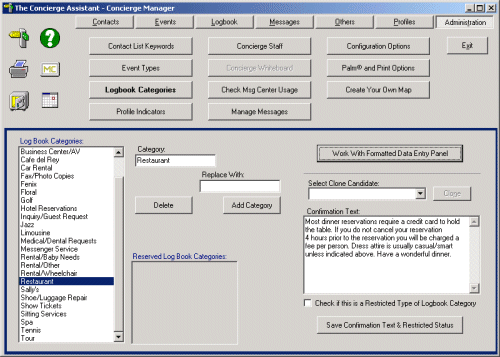 The Concierge Assistant - Concierge Manager
Contacts
Events
Logbook
Messages
Others
Profiles
Administration
Contact List Keywords
Concierge Staff
Configuration Options
Exit
MC
Event Types
Concierge Whiteboard
Palm® and Print Options
Logbook Categories
Check Msg Center Usage
Create Your Own Map
Profile Indicators
Manage Messages
Log Book Categories:
Business Center/AV
Cafe del Rey
Car Rental
Fax/Photo Copies
Fenix
Floral
Golf
Hotel Reservations
Inquiry/Guest Request
Jazz
Limousine
Medical/Dental Requests
Messenger Service
Rental/Baby Needs
Rental/Other
Rental/Wheelchair
Restaurant
Sally's
Shoe/Luggage Repair
Show Tickets
Sitting Services
Spa
Tennis
Tour
Category:
Restaurant
Replace With:
Delete
Add Category
Reserved Log Book Categories:
Work With Formatted Data Entry Panel
Select Clone Candidate:
Clone
Confirmation Text:
Most dinner reservations require a credit card to hold
the table. If you do not cancel your reservation
4 hours prior to the reservation you will be charged a
fee per person. Dress attire is usually casual/smart
unless indicated above. Have a wonderful dinner.
Check if this is a Restricted Type of Logbook Category
Save Confirmation Text & Restricted Status